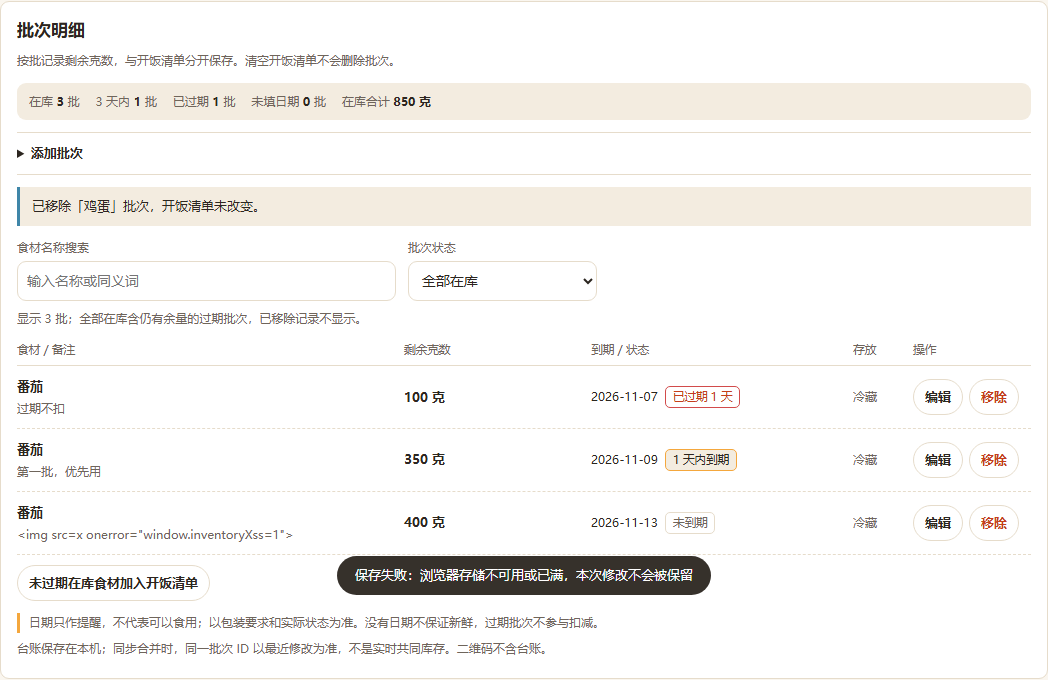 批次明细
按批记录剩余克数，与开饭清单分开保存。清空开饭清单不会删除批次。
在库 3 批 3 天内 1 批 已过期 1 批 未填日期 0 批 在库合计 850 克
添加批次
已移除「鸡蛋」批次，开饭清单未改变。
食材名称搜索 批次状态
输入名称或同义词 全部在库
显示 3 批；全部在库含仍有余量的过期批次，已移除记录不显示。
食材 / 备注 剩余克数 到期 / 状态 存放 操作
番茄
过期不扣
100 克 2026-11-07 已过期 1 天 冷藏 编辑 移除
番茄
第一批，优先用
350 克 2026-11-09 1 天内到期 冷藏 编辑 移除
番茄
<img src=x onerror="window.inventoryXss=1">
400 克 2026-11-13 未到期 冷藏 编辑 移除
未过期在库食材加入开饭清单
保存失败：浏览器存储不可用或已满，本次修改不会被保留
日期只作提醒，不代表可以食用；以包装要求和实际状态为准。没有日期不保证新鲜，过期批次不参与扣减。
台账保存在本机；同步合并时，同一批次 ID 以最近修改为准，不是实时共同库存。二维码不含台账。